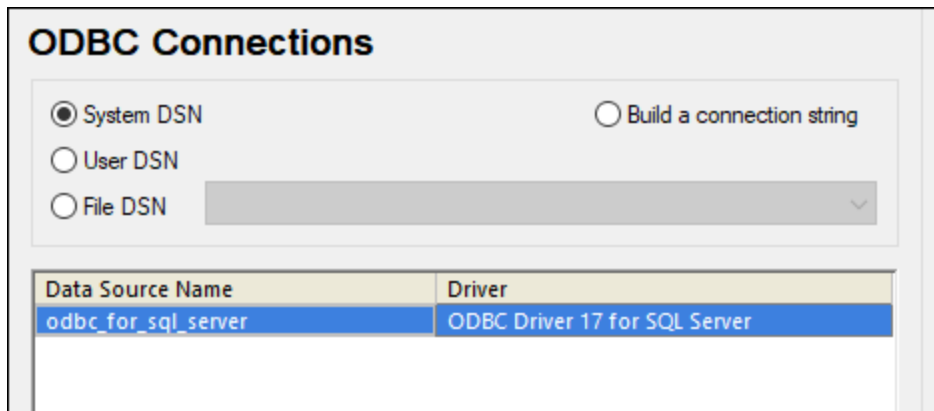 ODBC Connections
System DSN
Build a connection string
User DSN
File DSN
Data Source Name Driver
odbc_for_sql_server ODBC Driver 17 for SQL Server